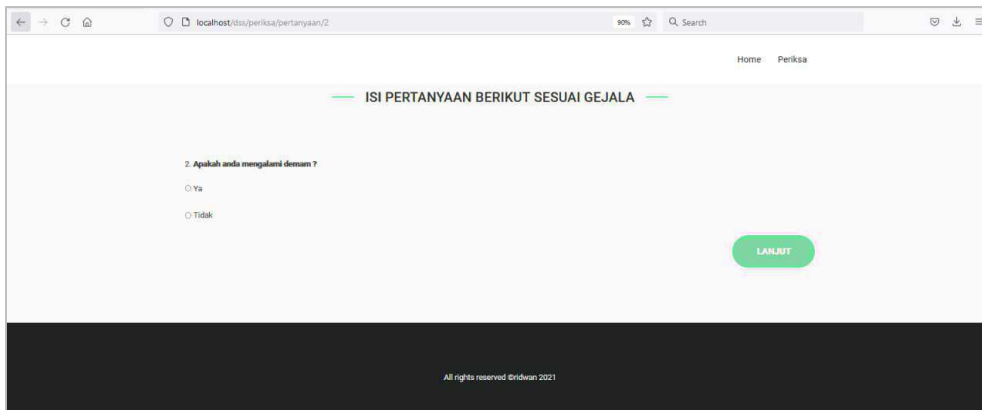 localhost/dss/periksa/pertanyaan/2
90%
Search
Home Periksa
ISI PERTANYAAN BERIKUT SESUAI GEJALA
2. Apakah anda mengalami demam ?
Ya
Tidak
LANJUT
All rights reserved ©ridwan 2021